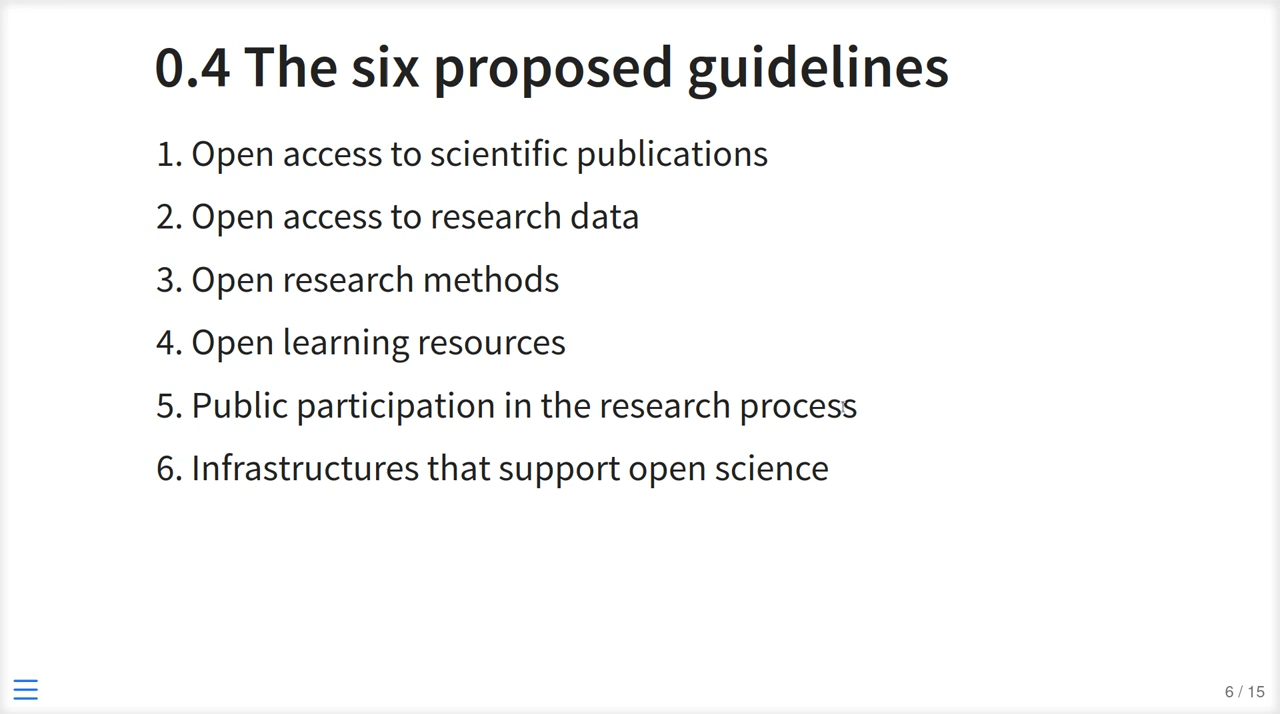 0.4 The six proposed guidelines
1. Open access to scientific publications
2. Open access to research data
3. Open research methods
4. Open learning resources
5. Public participation in the research process
6. Infrastructures that support open science
6 / 15